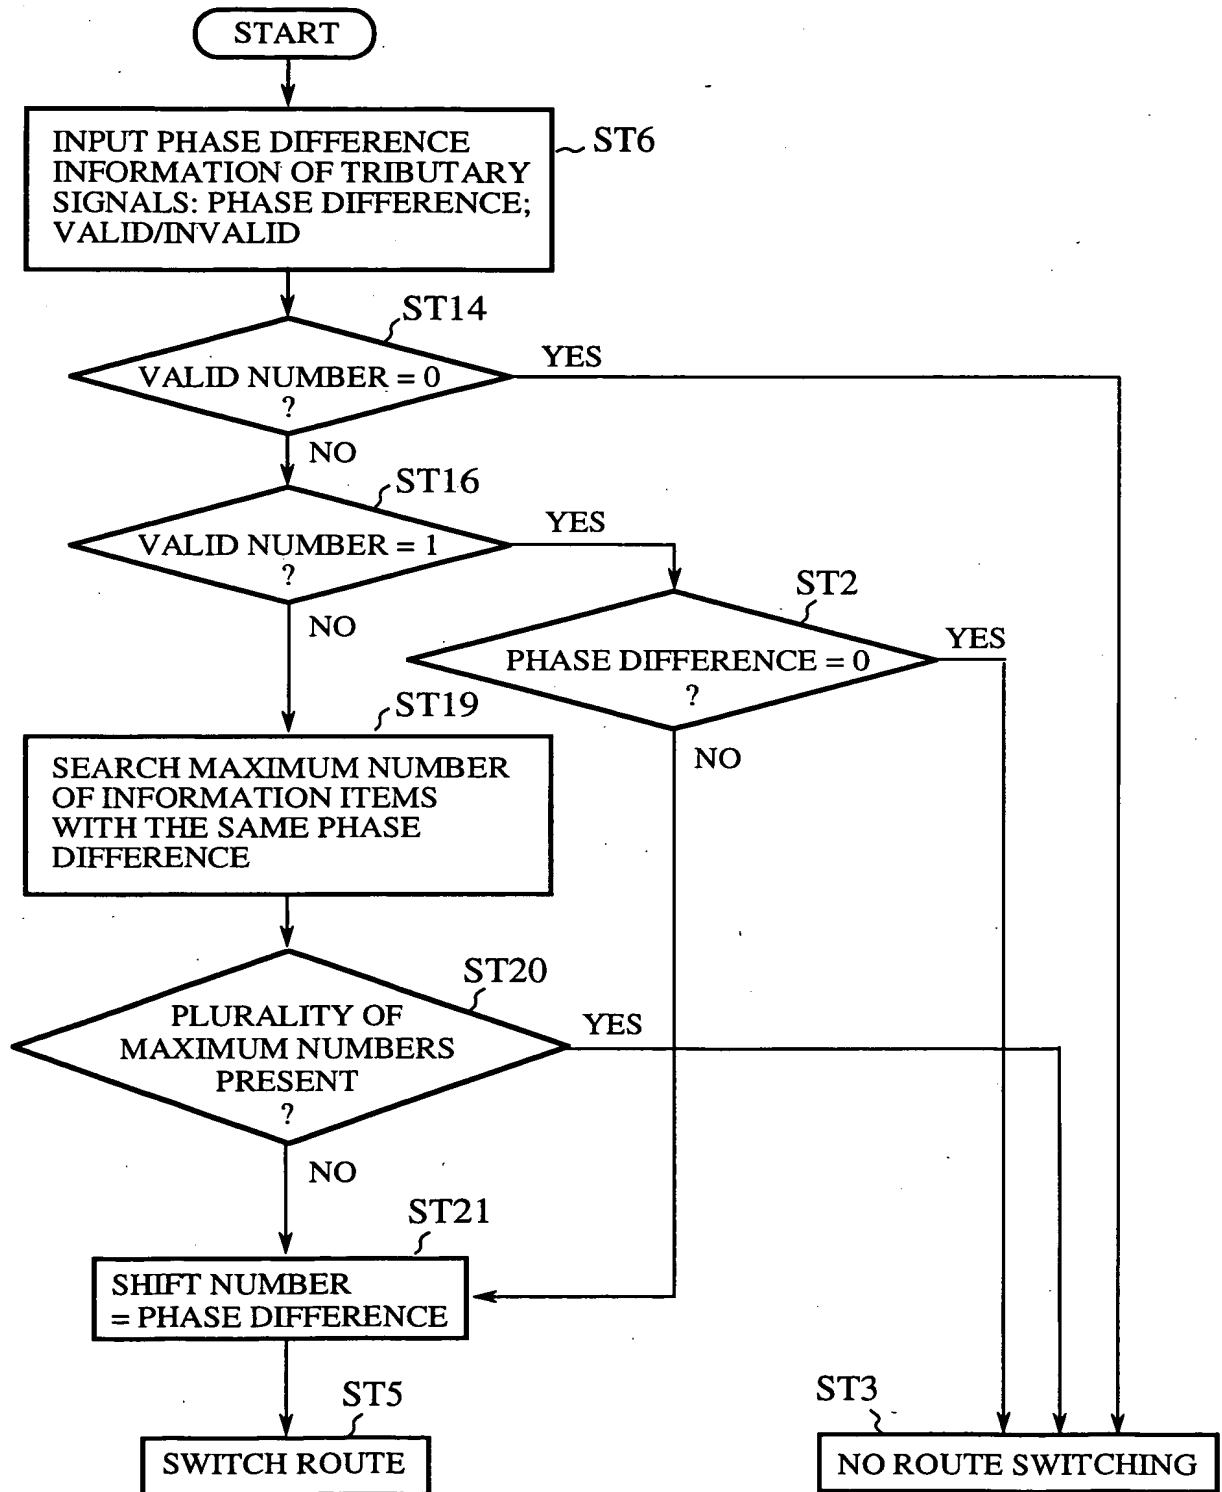 START
INPUT PHASE DIFFERENCE
INFORMATION OF TRIBUTARY
SIGNALS: PHASE DIFFERENCE;
VALID/INVALID
ST6
ST14
VALID NUMBER = 0
?
YES
NO
ST16
VALID NUMBER = 1
?
YES
NO
ST2
PHASE DIFFERENCE = 0
?
YES
NO
ST19
SEARCH MAXIMUM NUMBER
OF INFORMATION ITEMS
WITH THE SAME PHASE
DIFFERENCE
ST20
PLURALITY OF
MAXIMUM NUMBERS
PRESENT
?
YES
NO
ST21
SHIFT NUMBER
= PHASE DIFFERENCE
ST5
SWITCH ROUTE
ST3
NO ROUTE SWITCHING